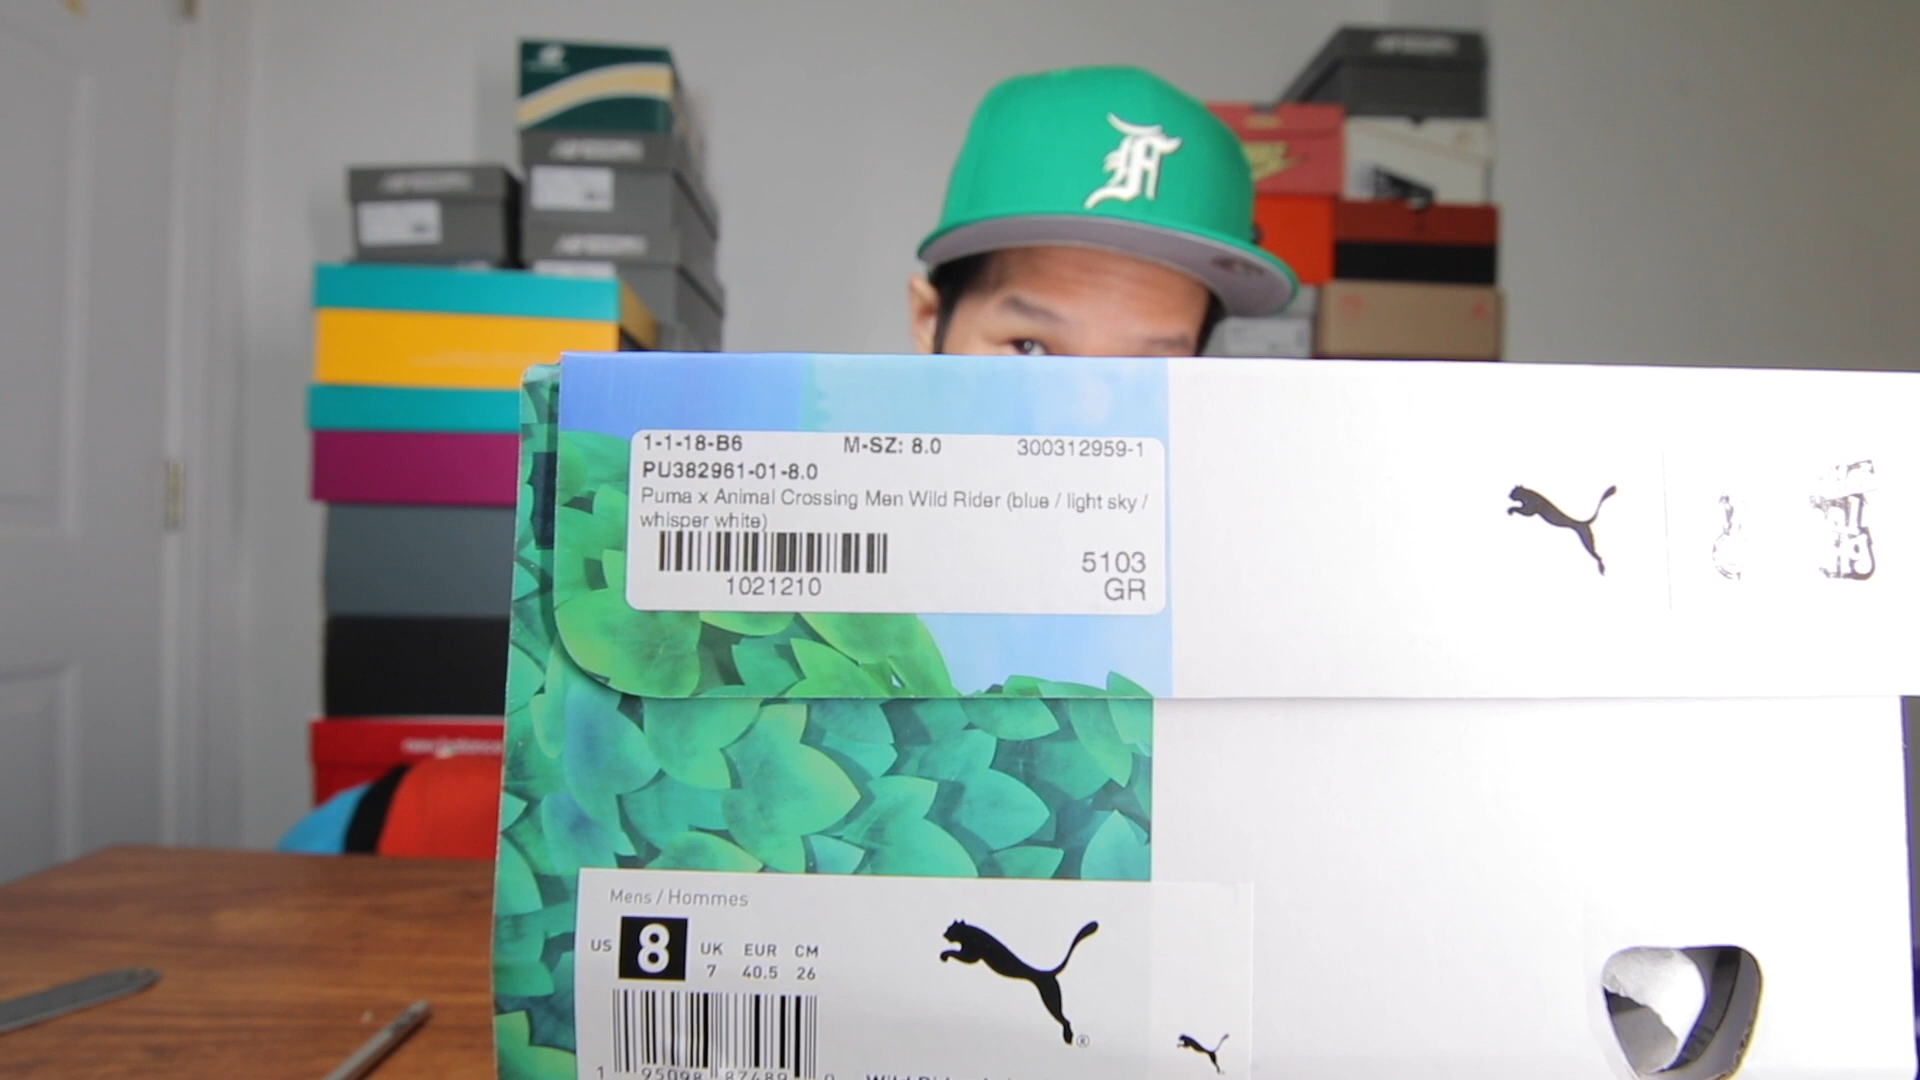 1-1-18-B6 M-SZ: 8.0 300312959-1
PU382961-01-8.0
Puma x Animal Crossing Men Wild Rider (blue / light sky /
whisper white)
1021210
5103
GR
Mens / Hommes
US 8 UK EUR CM
7 40.5 26